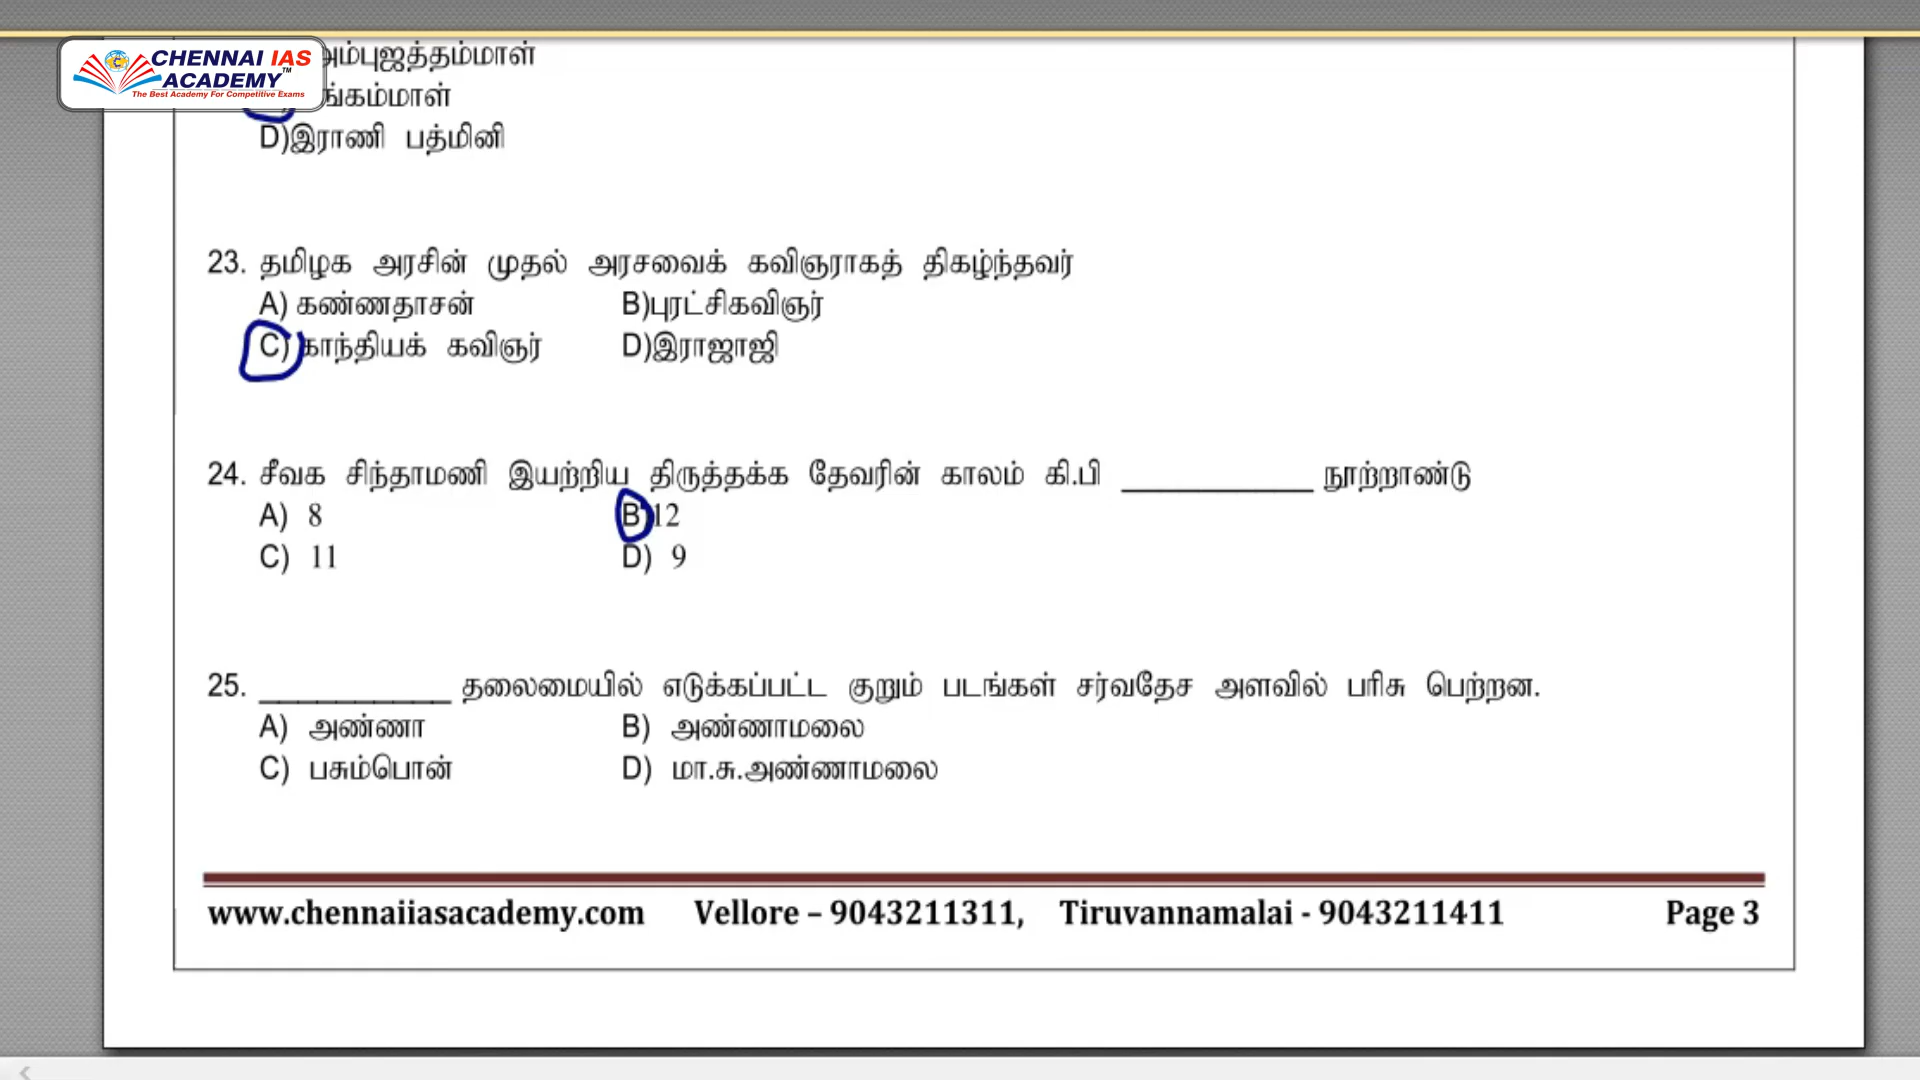 CHENNAI IAS
ACADEMY™
The Best Academy For Competitive Exams
அம்புஜத்தம்மாள்
ங்கம்மாள்
D)இராணி பத்மினி
23. தமிழக அரசின் முதல் அரசவைக் கவிஞராகத் திகழ்ந்தவர்
A) கண்ணதாசன் B)புரட்சிகவிஞர்
C) காந்தியக் கவிஞர் D)இராஜாஜி
24. சீவக சிந்தாமணி இயற்றிய திருத்தக்க தேவரின் காலம் கி.பி ____________ நூற்றாண்டு
A) 8 B)12
C) 11 D) 9
25. ____________ தலைமையில் எடுக்கப்பட்ட குறும் படங்கள் சர்வதேச அளவில் பரிசு பெற்றன.
A) அண்ணா B) அண்ணாமலை
C) பசும்பொன் D) மா.சு.அண்ணாமலை
www.chennaiiasacademy.com Vellore – 9043211311, Tiruvannamalai - 9043211411 Page 3